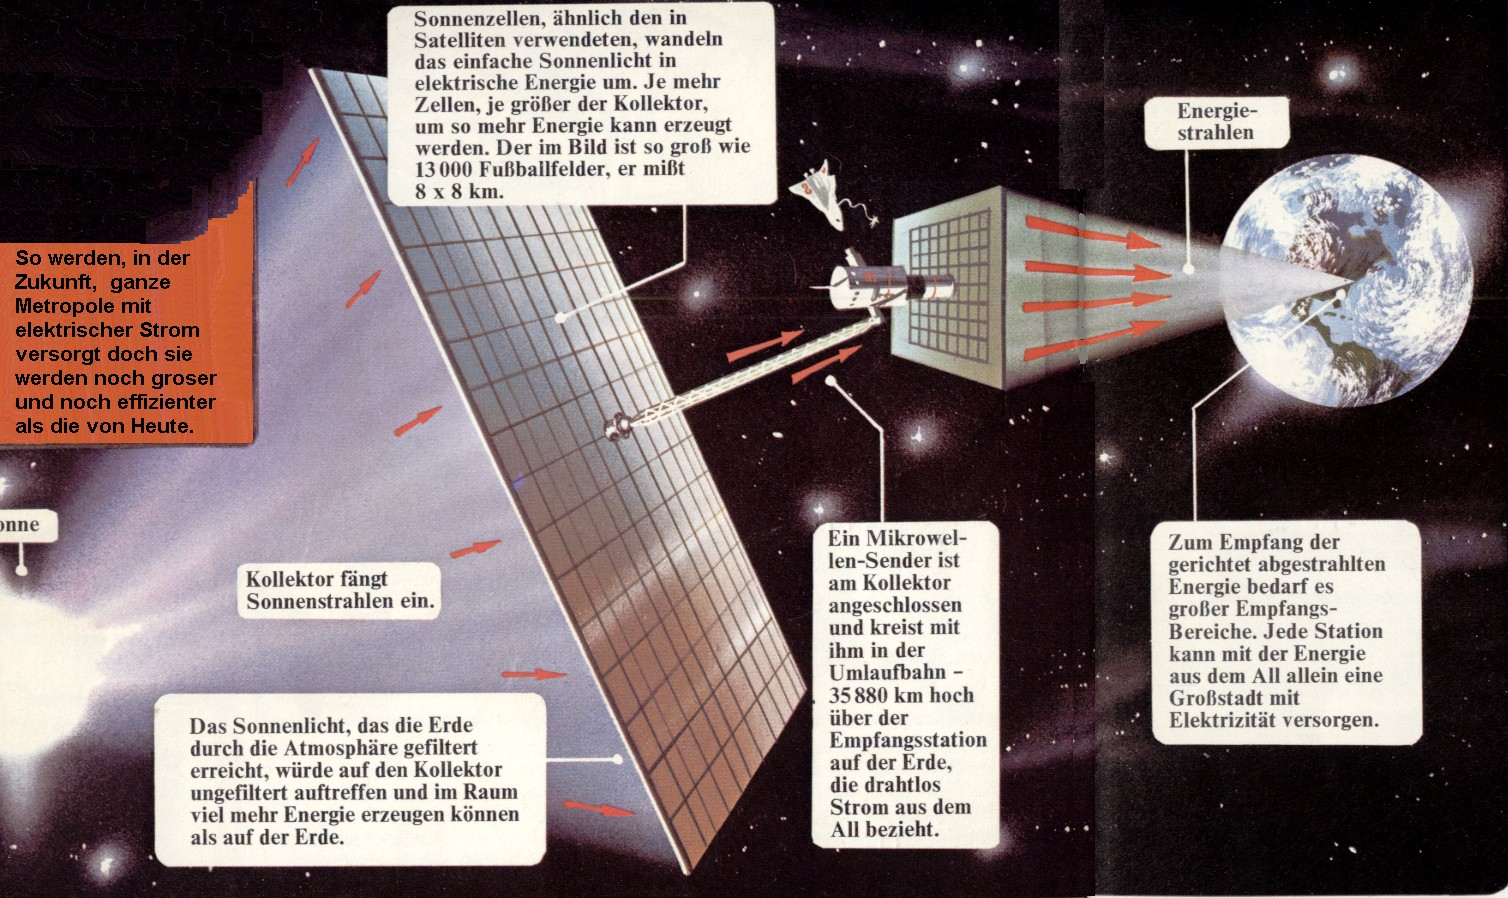 Sonnenzellen, ähnlich den in
Satelliten verwendeten, wandeln
das einfache Sonnenlicht in
elektrische Energie um. Je mehr
Zellen, je größer der Kollektor,
um so mehr Energie kann erzeugt
werden. Der im Bild ist so groß wie
13 000 Fußballfelder, er mißt
8 x 8 km.
Energie-
strahlen
So werden, in der
Zukunft, ganze
Metropole mit
elektrischer Strom
versorgt doch sie
werden noch groser
und noch effizienter
als die von Heute.
onne
Kollektor fängt
Sonnenstrahlen ein.
Das Sonnenlicht, das die Erde
durch die Atmosphäre gefiltert
erreicht, würde auf den Kollektor
ungefiltert auftreffen und im Raum
viel mehr Energie erzeugen können
als auf der Erde.
Ein Mikrowel-
len-Sender ist
am Kollektor
angeschlossen
und kreist mit
ihm in der
Umlaufbahn –
35 880 km hoch
über der
Empfangsstation
auf der Erde,
die drahtlos
Strom aus dem
All bezieht.
Zum Empfang der
gerichtet abgestrahlten
Energie bedarf es
großer Empfangs-
Bereiche. Jede Station
kann mit der Energie
aus dem All allein eine
Großstadt mit
Elektrizität versorgen.